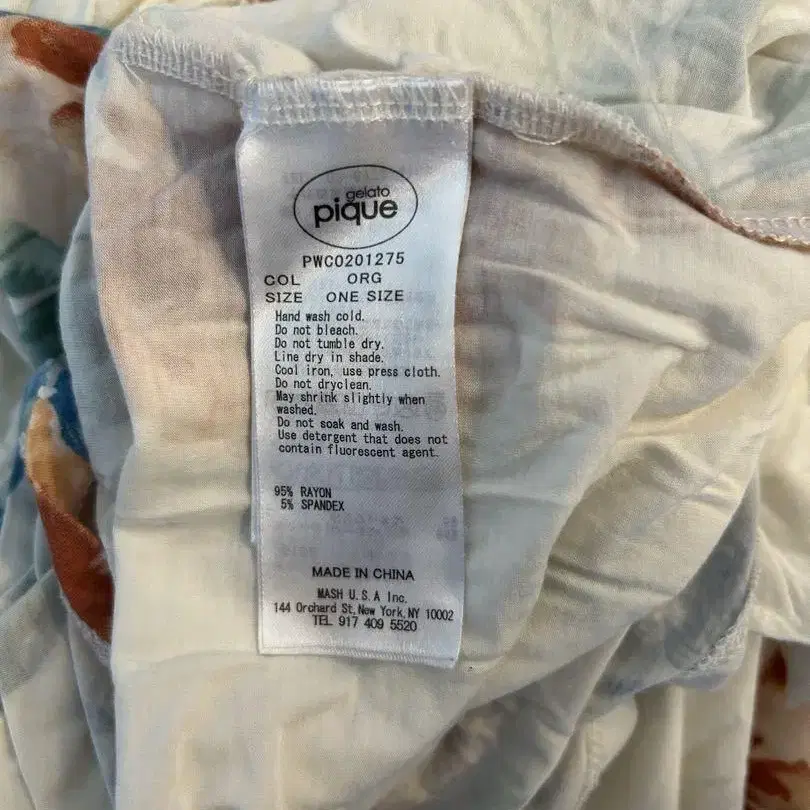 gelato
pique
PWCO201275
COL ORG
SIZE ONE SIZE
Hand wash cold.
Do not bleach.
Do not tumble dry.
Line dry in shade.
Cool iron, use press cloth.
Do not dryclean.
May shrink slightly when
washed.
Do not soak and wash.
Use detergent that does not
contain fluorescent agent.
95% RAYON
5% SPANDEX
MADE IN CHINA
MASH U.S.A Inc.
144 Orchard St, New York, NY 10002
TEL 917 409 5520